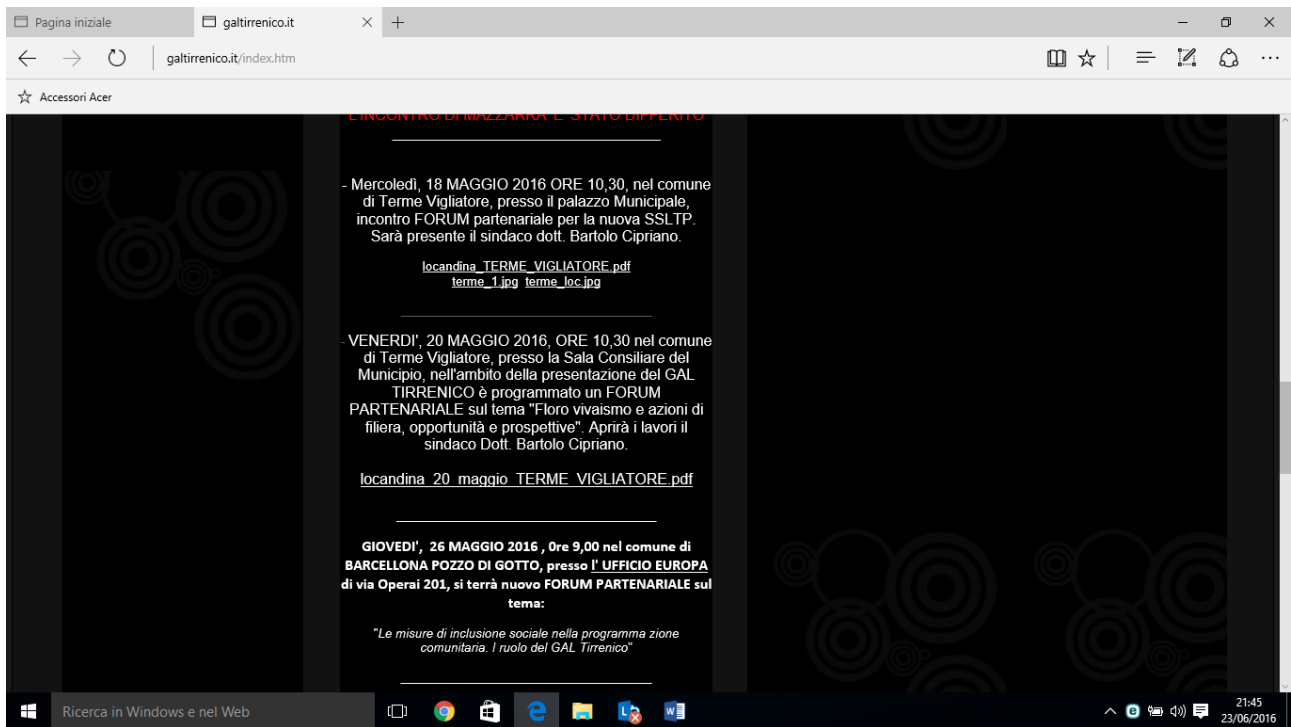 Pagina iniziale
galtirrenico.it
galtirrenico.it/index.htm
Accessori Acer
L'INCONTRO DI MAZZARRA' E' STATO DIFFERITO
- Mercoledì, 18 MAGGIO 2016 ORE 10,30, nel comune
di Terme Vigliatore, presso il palazzo Municipale,
incontro FORUM partenariale per la nuova SSLTP.
Sarà presente il sindaco dott. Bartolo Cipriano.
locandina_TERME_VIGLIATORE.pdf
terme_1.jpg terme_loc.jpg
- VENERDI', 20 MAGGIO 2016, ORE 10,30 nel comune
di Terme Vigliatore, presso la Sala Consiliare del
Municipio, nell'ambito della presentazione del GAL
TIRRENICO è programmato un FORUM
PARTENARIALE sul tema "Floro vivaismo e azioni di
filiera, opportunità e prospettive". Aprirà i lavori il
sindaco Dott. Bartolo Cipriano.
locandina_20_maggio_TERME_VIGLIATORE.pdf
GIOVEDI', 26 MAGGIO 2016 , 0re 9,00 nel comune di
BARCELLONA POZZO DI GOTTO, presso l' UFFICIO EUROPA
di via Operai 201, si terrà nuovo FORUM PARTENARIALE sul
tema:
"Le misure di inclusione sociale nella programma zione
comunitaria. I ruolo del GAL Tirrenico"
Ricerca in Windows e nel Web
21:45
23/06/2016